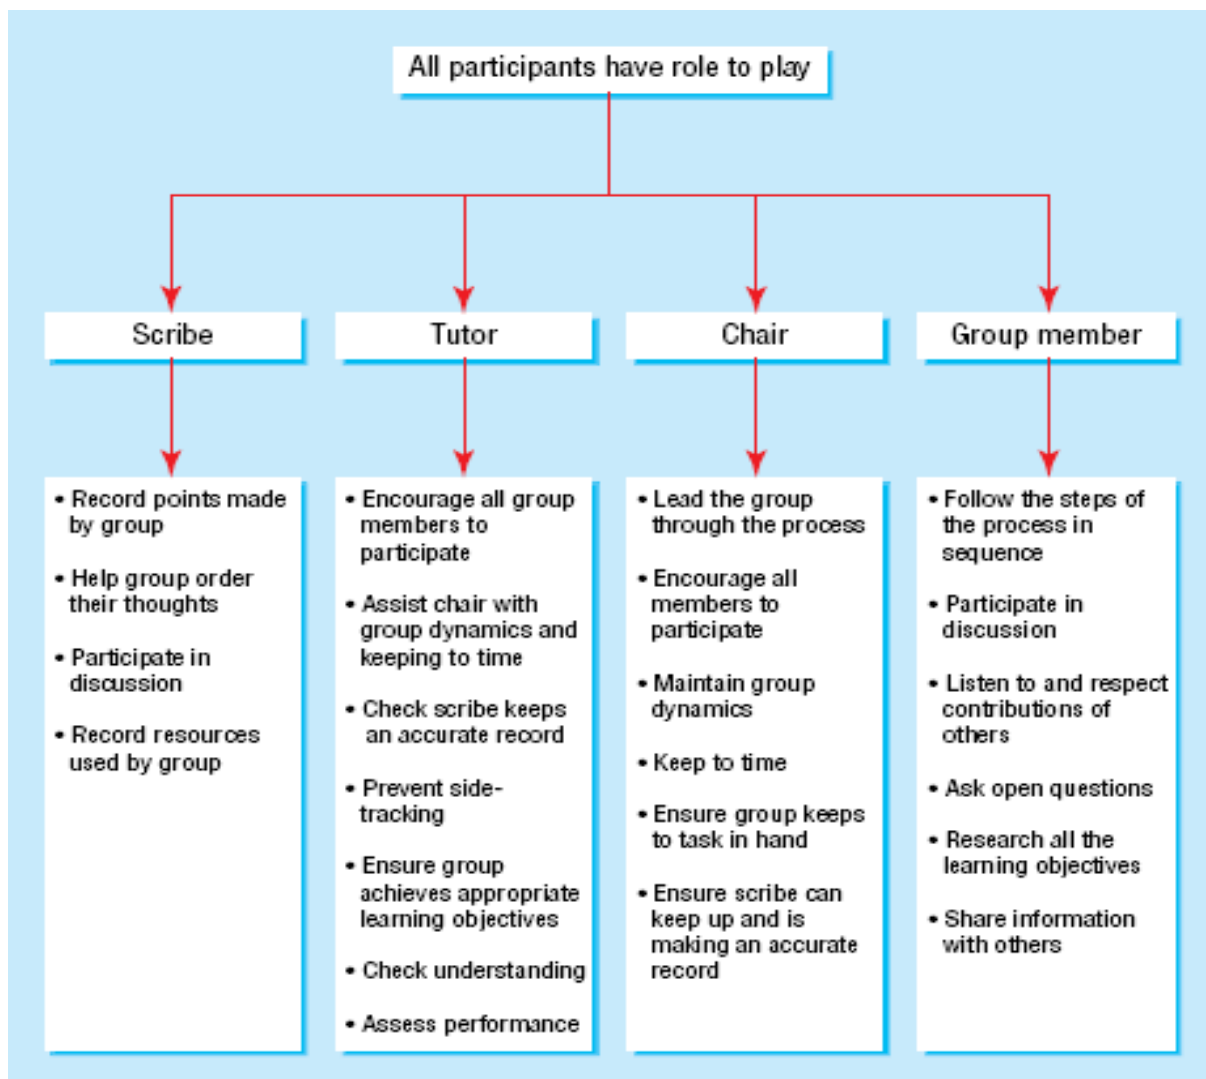 All participants have role to play
Scribe
Tutor
Chair
Group member
• Record points made
by group
• Help group order
their thoughts
• Participate in
discussion
• Record resources
used by group
• Encourage all group
members to
participate
• Assist chair with
group dynamics and
keeping to time
• Check scribe keeps
an accurate record
• Prevent side-
tracking
• Ensure group
achieves appropriate
learning objectives
• Check understanding
• Assess performance
• Lead the group
through the process
• Encourage all
members to
participate
• Maintain group
dynamics
• Keep to time
• Ensure group keeps
to task in hand
• Ensure scribe can
keep up and is
making an accurate
record
• Follow the steps of
the process in
sequence
• Participate in
discussion
• Listen to and respect
contributions of
others
• Ask open questions
• Research all the
learning objectives
• Share information
with others